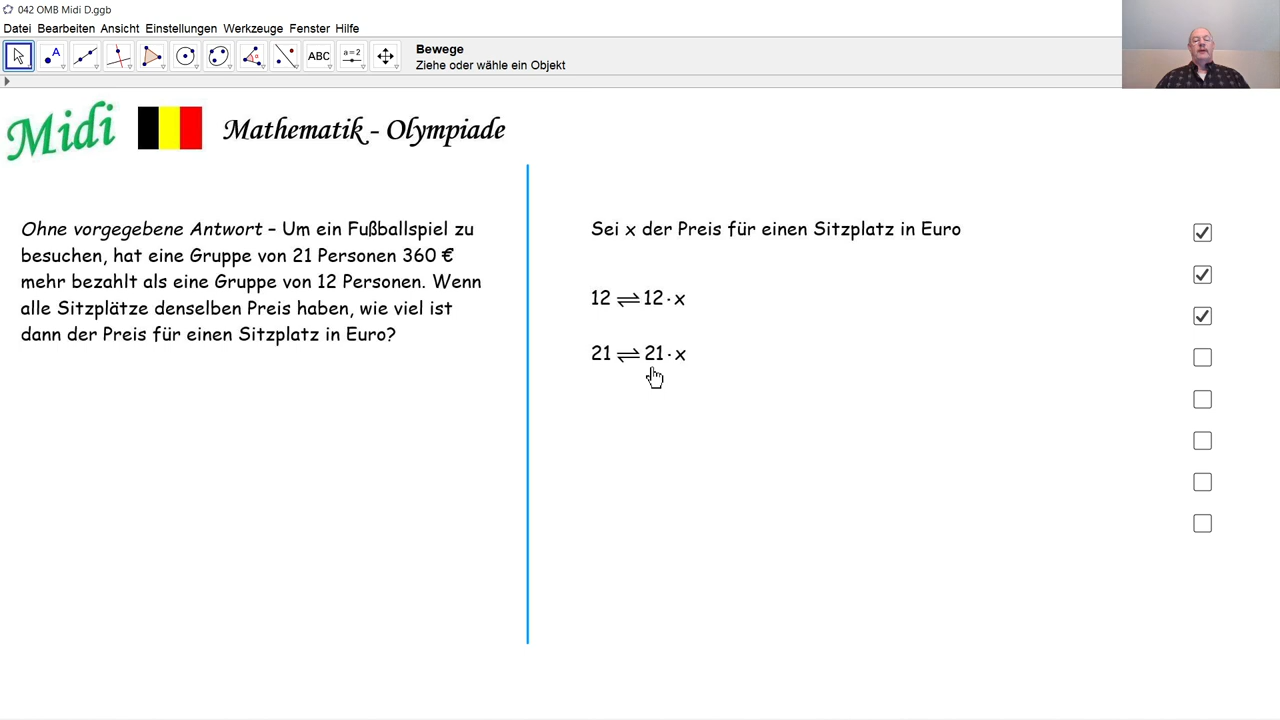 042 OMB Midi D.ggb
Datei Bearbeiten Ansicht Einstellungen Werkzeuge Fenster Hilfe
A
ABC
a=2
Bewege
Ziehe oder wähle ein Objekt
Midi
Mathematik - Olympiade
Ohne vorgegebene Antwort – Um ein Fußballspiel zu
besuchen, hat eine Gruppe von 21 Personen 360 €
mehr bezahlt als eine Gruppe von 12 Personen. Wenn
alle Sitzplätze denselben Preis haben, wie viel ist
dann der Preis für einen Sitzplatz in Euro?
Sei x der Preis für einen Sitzplatz in Euro
12 ⇌ 12 · x
21 ⇌ 21 · x